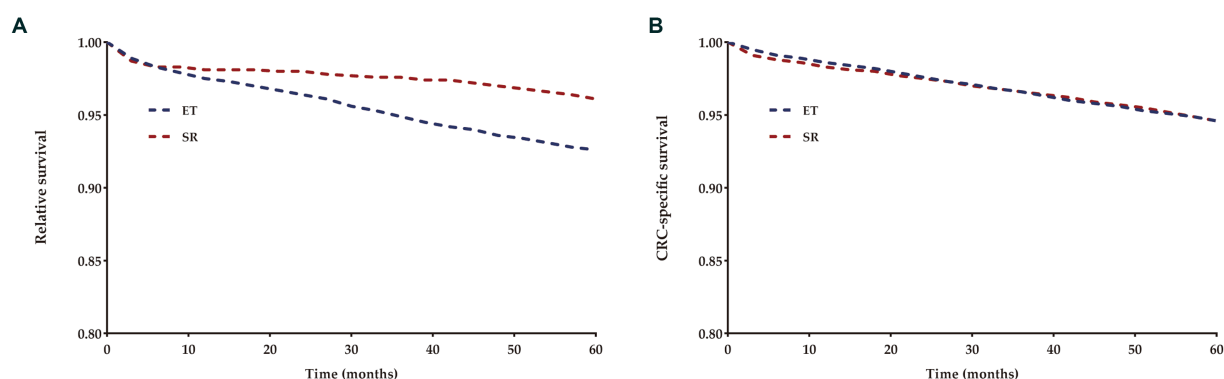 A
Relative survival
1.00
0.95
0.90
0.85
0.80
ET
SR
0 10 20 30 40 50 60
Time (months)
B
CRC-specific survival
1.00
0.95
0.90
0.85
0.80
ET
SR
0 10 20 30 40 50 60
Time (months)